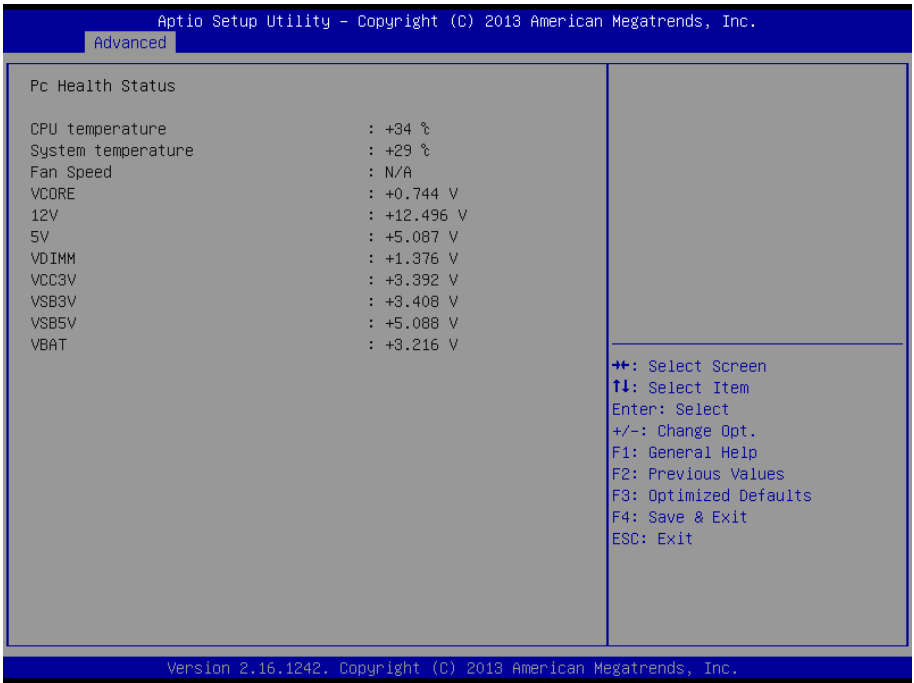 Aptio Setup Utility – Copyright (C) 2013 American Megatrends, Inc.
Advanced
Pc Health Status
CPU temperature : +34 ℃
System temperature : +29 ℃
Fan Speed : N/A
VCORE : +0.744 V
12V : +12.496 V
5V : +5.087 V
VDIMM : +1.376 V
VCC3V : +3.392 V
VSB3V : +3.408 V
VSB5V : +5.088 V
VBAT : +3.216 V
→←: Select Screen
↑↓: Select Item
Enter: Select
+/-: Change Opt.
F1: General Help
F2: Previous Values
F3: Optimized Defaults
F4: Save & Exit
ESC: Exit
Version 2.16.1242. Copyright (C) 2013 American Megatrends, Inc.